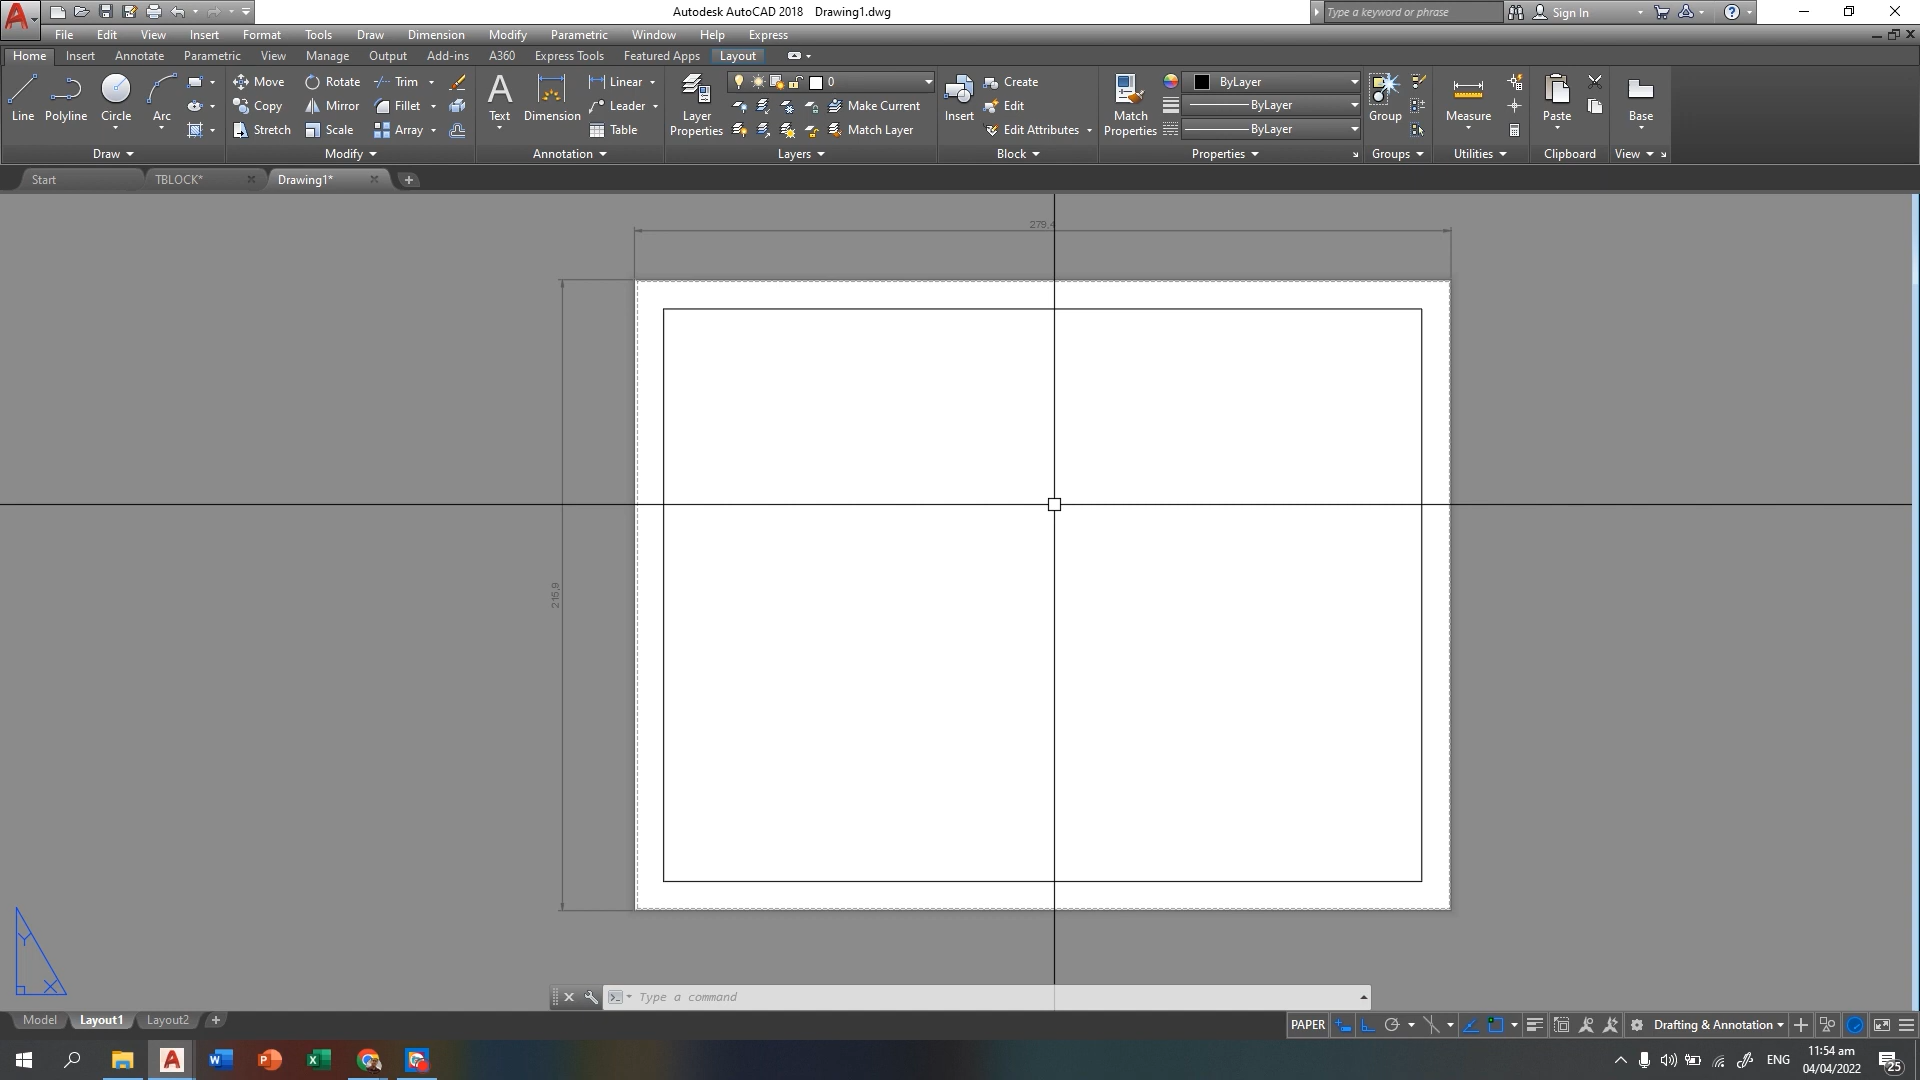 Autodesk AutoCAD 2018 Drawing1.dwg
Type a keyword or phrase
Sign In
File Edit View Insert Format Tools Draw Dimension Modify Parametric Window Help Express
Home Insert Annotate Parametric View Manage Output Add-ins A360 Express Tools Featured Apps Layout
Line Polyline Circle Arc
Move Rotate Trim
Copy Mirror Fillet
Stretch Scale Array
Text Dimension
Linear
Leader
Table
Layer Properties
0
Make Current
Match Layer
Insert
Create
Edit
Edit Attributes
Match Properties
ByLayer
ByLayer
ByLayer
Group
Measure
Paste
Base
Draw Modify Annotation Layers Block Properties Groups Utilities Clipboard View
Start TBLOCK* Drawing1*
279,4
Y
X
Type a command
Model Layout1 Layout2
PAPER
Drafting & Annotation
ENG
11:54 am
04/04/2022
25